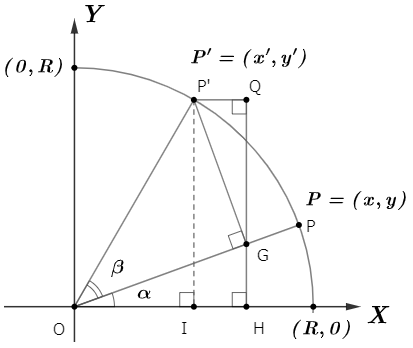 Y
P' = (x', y')
(0, R)
P'
Q
P = (x, y)
P
G
β
α
X
O
I
H
(R, 0)